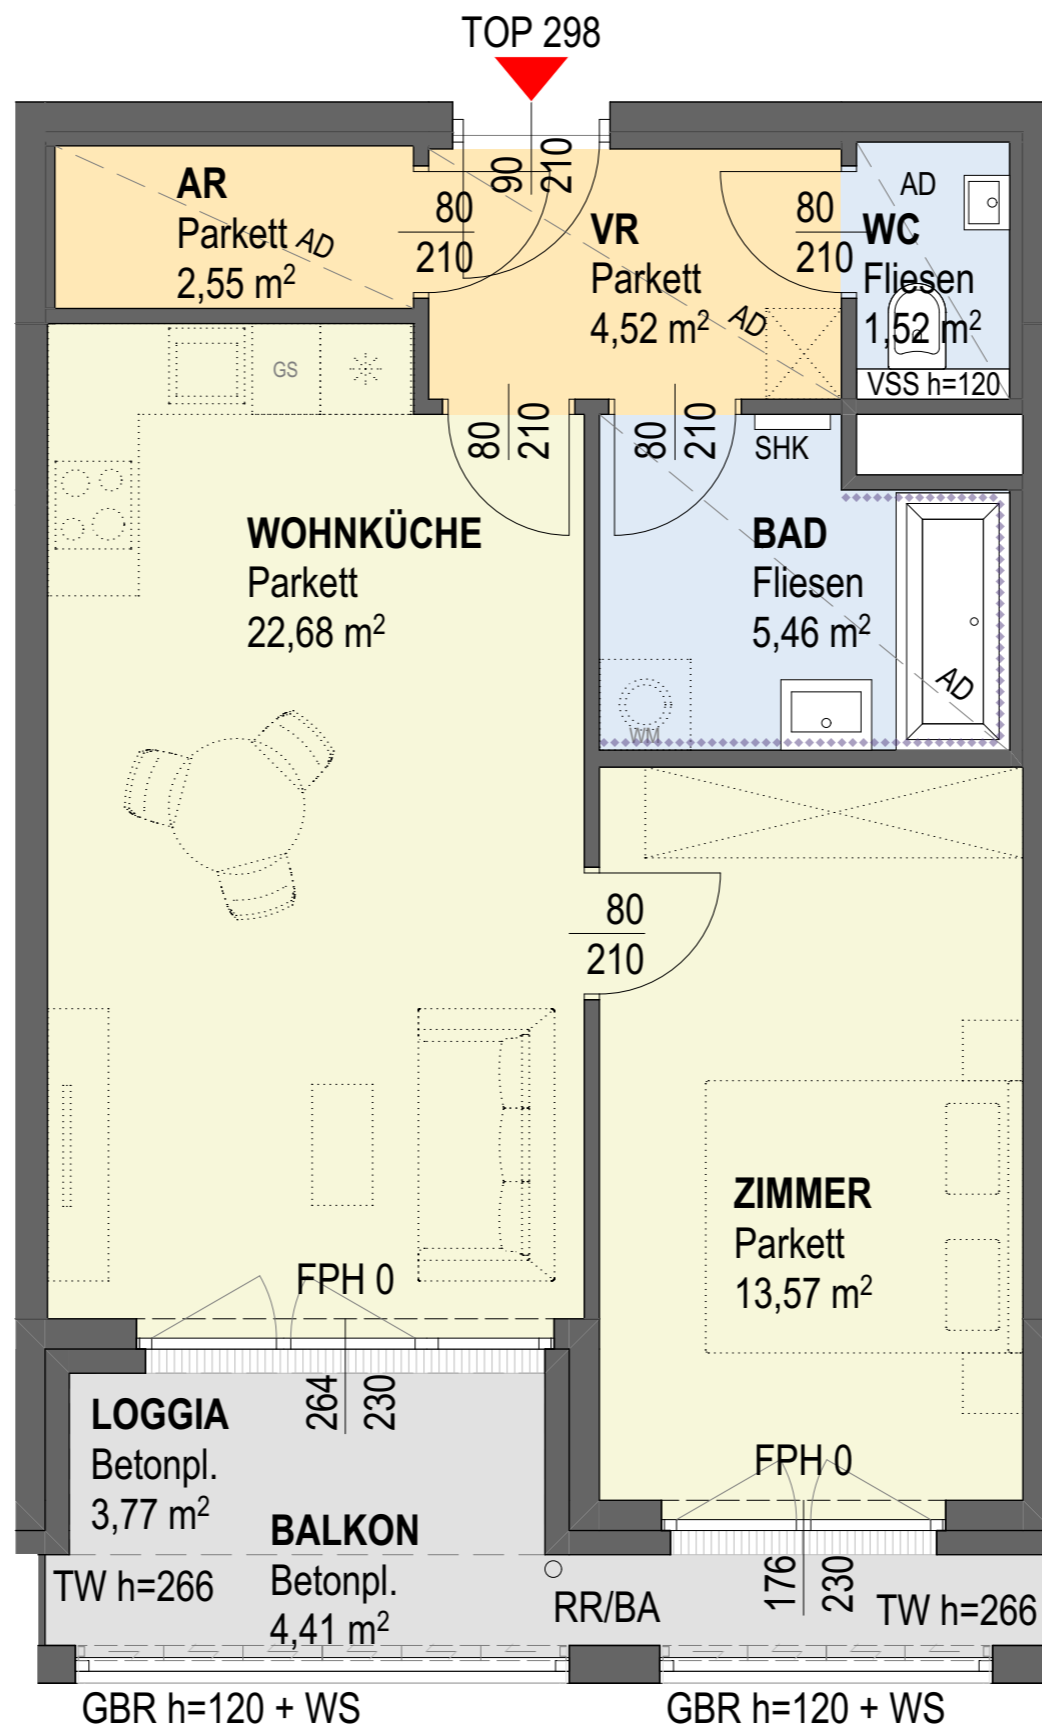 TOP 298
90
210
AR
Parkett
2,55 m²
AD
80
210
VR
Parkett
4,52 m²
AD
80
210
AD
WC
Fliesen
1,52 m²
VSS h=120
GS
80
210
80
210
SHK
WOHNKÜCHE
Parkett
22,68 m²
BAD
Fliesen
5,46 m²
AD
WM
80
210
ZIMMER
Parkett
13,57 m²
FPH 0
264
230
LOGGIA
Betonpl.
3,77 m²
FPH 0
176
230
BALKON
Betonpl.
4,41 m²
TW h=266
RR/BA
TW h=266
GBR h=120 + WS
GBR h=120 + WS